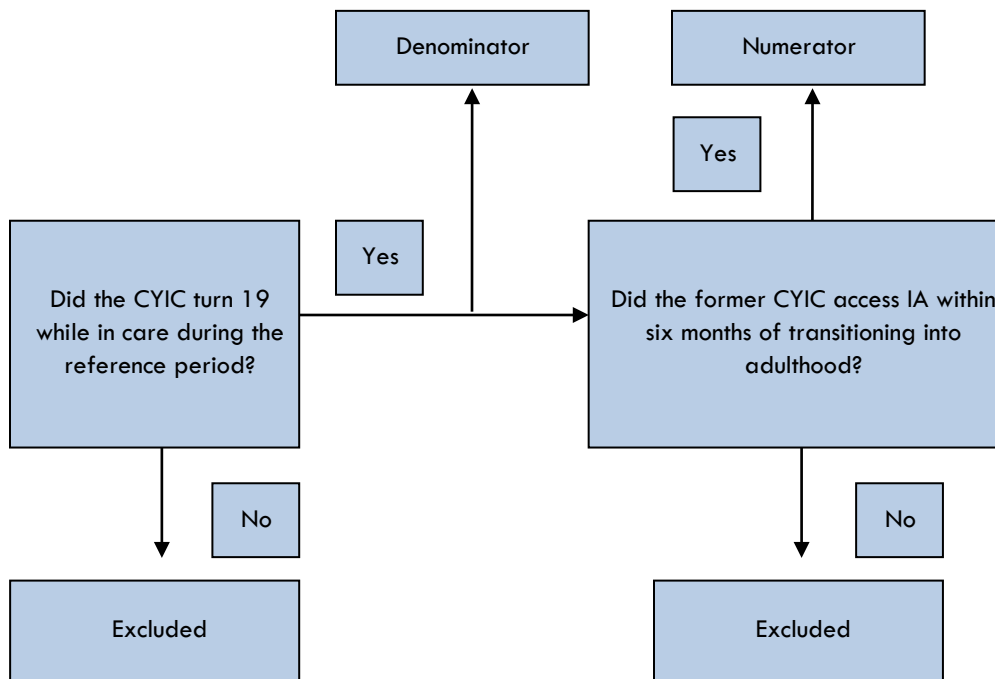 Denominator
Numerator
Yes
Yes
Did the CYIC turn 19
while in care during the
reference period?
Did the former CYIC access IA within
six months of transitioning into
adulthood?
No
No
Excluded
Excluded